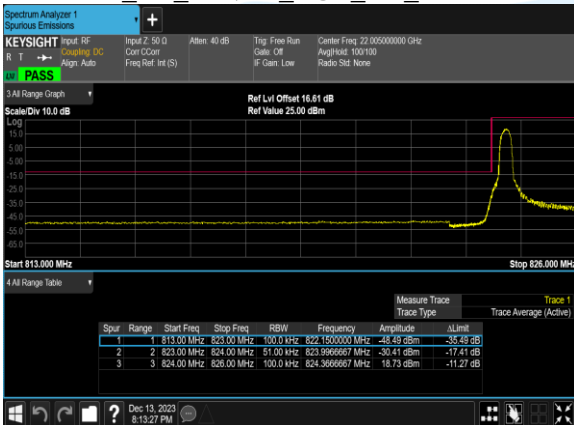 Spectrum Analyzer 1
Spurious Emissions
+
KEYSIGHT Input: RF Input Z: 50 Ω Atten: 40 dB Trig: Free Run Center Freq: 22.005000000 GHz
R T Coupling: DC Corr CCorr Gate: Off Avg|Hold: 100/100
Align: Auto Freq Ref: Int (S) IF Gain: Low Radio Std: None
PASS
3 All Range Graph
Ref Lvl Offset 16.61 dB
Scale/Div 10.0 dB Ref Value 25.00 dBm
Log
15.0
5.00
-5.00
-15.0
-25.0
-35.0
-45.0
-55.0
-65.0
Start 813.000 MHz Stop 826.000 MHz
4 All Range Table
Measure Trace Trace 1
Trace Type Trace Average (Active)
Spur Range Start Freq Stop Freq RBW Frequency Amplitude ΔLimit
1 1 813.00 MHz 823.00 MHz 100.0 kHz 822.1500000 MHz -48.49 dBm -35.49 dB
2 2 823.00 MHz 824.00 MHz 51.00 kHz 823.9966667 MHz -30.41 dBm -17.41 dB
3 3 824.00 MHz 826.00 MHz 100.0 kHz 824.3666667 MHz 18.73 dBm -11.27 dB
? Dec 13, 2023
8:13:27 PM